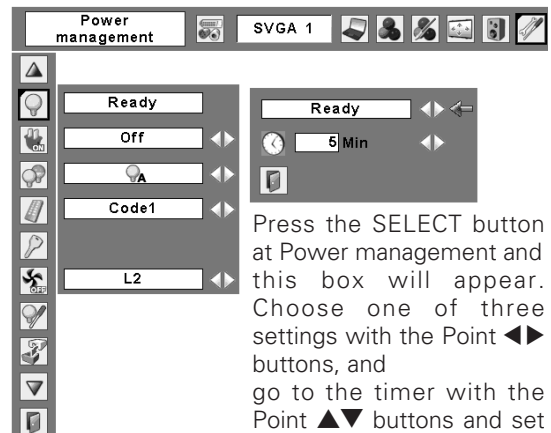 Power
management
SVGA 1
Ready
Off
ON
A
Code1
OFF
L2
Ready
5 Min
Press the SELECT button
at Power management and
this box will appear.
Choose one of three
settings with the Point ◀▶
buttons, and
go to the timer with the
Point ▲▼ buttons and set